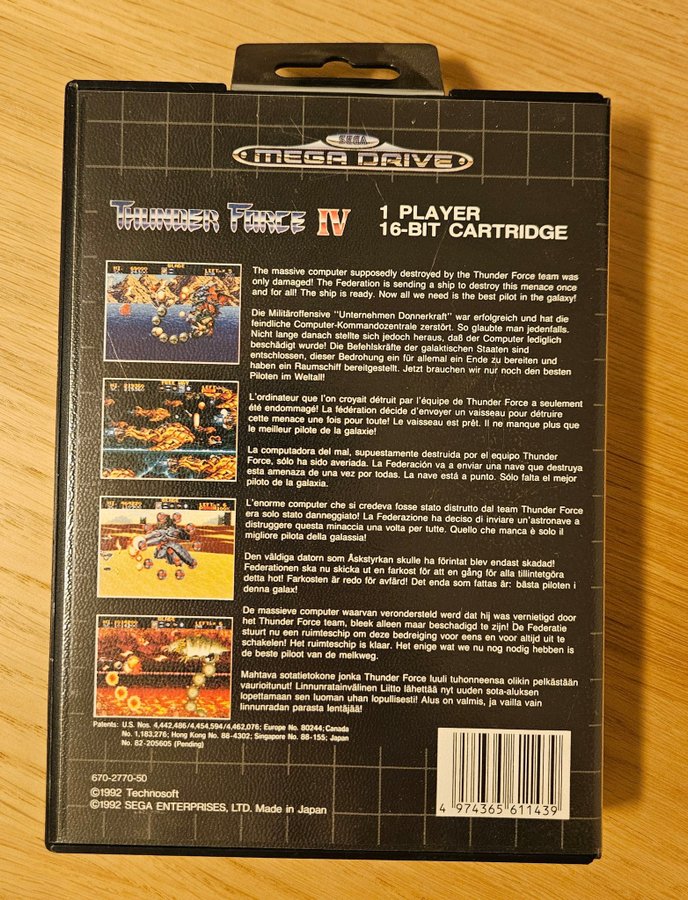 SEGA
MEGA DRIVE
THUNDER FORCE IV
1 PLAYER
16-BIT CARTRIDGE
The massive computer supposedly destroyed by the Thunder Force team was
only damaged! The Federation is sending a ship to destroy this menace once
and for all! The ship is ready. Now all we need is the best pilot in the galaxy!
Die Militäroffensive "Unternehmen Donnerkraft" war erfolgreich und hat die
feindliche Computer-Kommandozentrale zerstört. So glaubte man jedenfalls.
Nicht lange danach stellte sich jedoch heraus, daß der Computer lediglich
beschädigt wurde! Die Befehlskräfte der galaktischen Staaten sind
entschlossen, dieser Bedrohung ein für allemal ein Ende zu bereiten und
haben ein Raumschiff bereitgestellt. Jetzt brauchen wir nur noch den besten
Piloten im Weltall!
L'ordinateur que l'on croyait détruit par l'équipe de Thunder Force a seulement
été endommagé! La fédération décide d'envoyer un vaisseau pour détruire
cette menace une fois pour toute! Le vaisseau est prêt. Il ne manque plus que
le meilleur pilote de la galaxie!
La computadora del mal, supuestamente destruida por el equipo Thunder
Force, sólo ha sido averiada. La Federación va a enviar una nave que destruya
esta amenaza de una vez por todas. La nave está a punto. Sólo falta el mejor
piloto de la galaxia.
L'enorme computer che si credeva fosse stato distrutto dal team Thunder Force
era solo stato danneggiato! La Federazione ha deciso di inviare un'astronave a
distruggere questa minaccia una volta per tutte. Quello che manca è solo il
migliore pilota della galassia!
Den väldiga datorn som Åskstyrkan skulle ha förintat blev endast skadad!
Federationen ska nu skicka ut en farkost för att en gång för alla tillintetgöra
detta hot! Farkosten är redo för avfärd! Det enda som fattas är: bästa piloten i
denna galax!
De massieve computer waarvan verondersteld werd dat hij was vernietigd door
het Thunder Force team, bleek alleen maar beschadigd te zijn! De Federatie
stuurt nu een ruimteschip om deze bedreiging voor eens en voor altijd uit te
schakelen! Het ruimteschip is klaar. Het enige wat we nu nog nodig hebben is
de beste piloot van de melkweg.
Mahtava sotatietokone jonka Thunder Force luuli tuhonneensa olikin pelkästään
vaurioitunut! Linnunratainvälinen Liitto lähettää nyt uuden sota-aluksen
lopettamaan sen luoman uhan lopullisesti! Alus on valmis, ja vailla vain
linnunradan parasta lentäjää!
Patents: U.S. Nos. 4,442,486/4,454,594/4,462,076; Europe No. 80244; Canada
No. 1,183,276; Hong Kong No. 88-4302; Singapore No. 88-155; Japan
No. 82-205605 (Pending)
670-2770-50
©1992 Technosoft
©1992 SEGA ENTERPRISES, LTD. Made in Japan
4 974365 611439